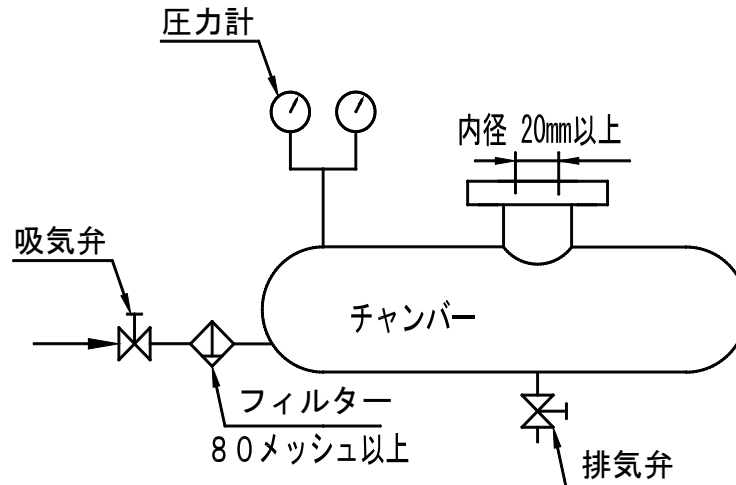 圧力計
内径 20mm以上
吸気弁
チャンバー
フィルター
80メッシュ以上
排気弁